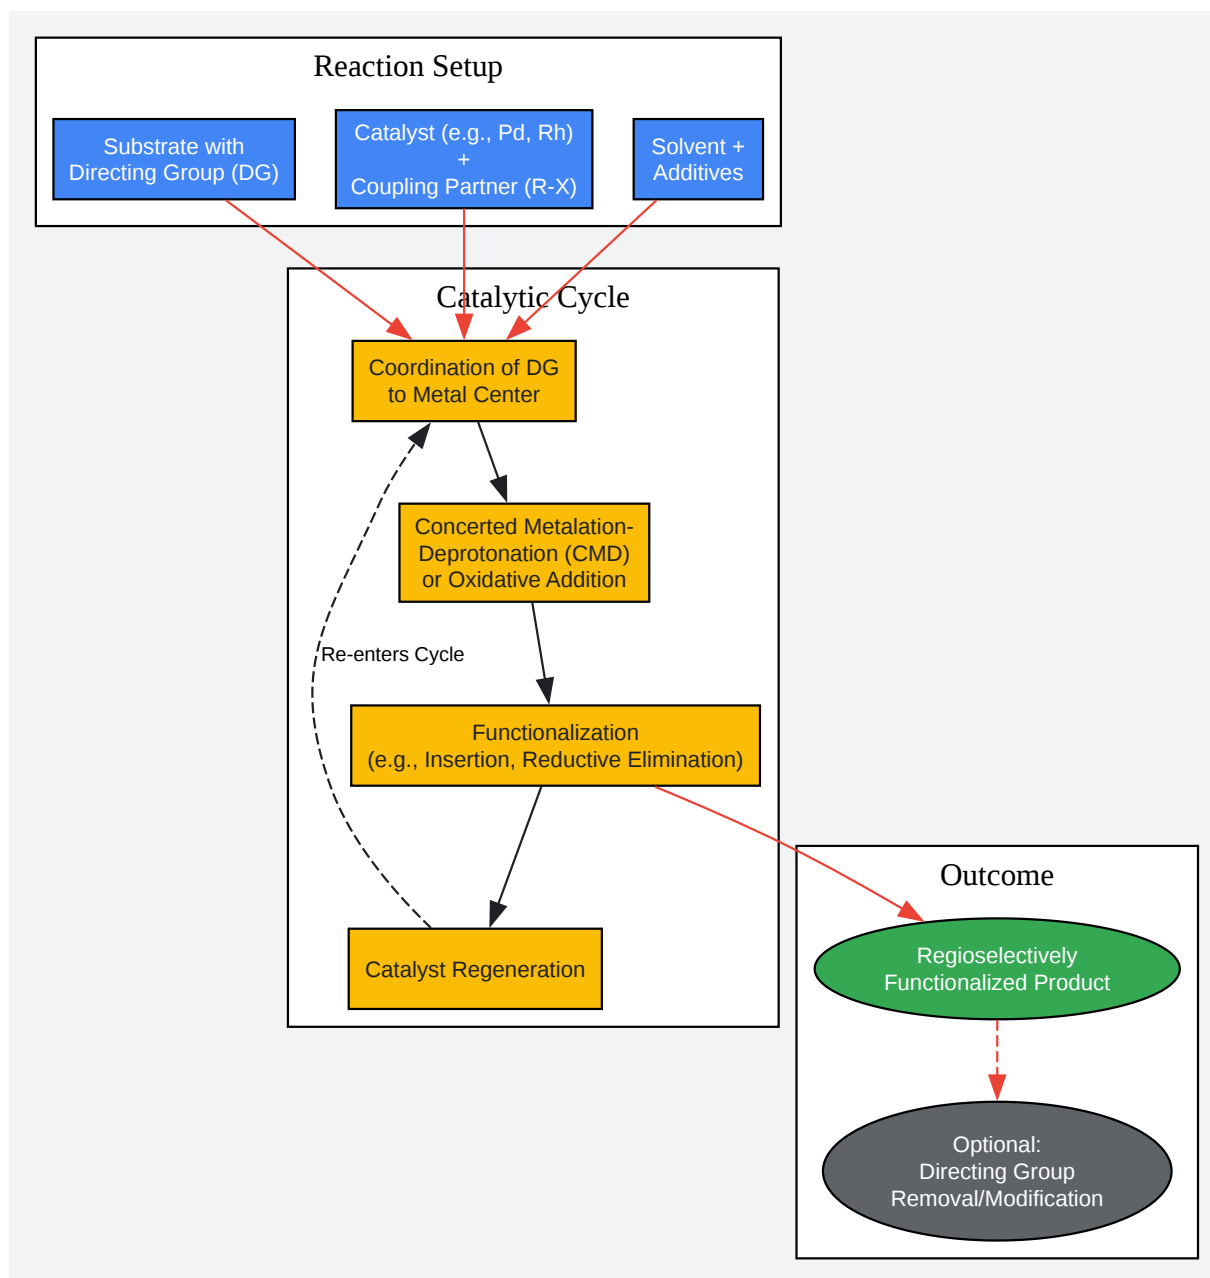 Reaction Setup
Substrate with
Directing Group (DG)
Catalyst (e.g., Pd, Rh)
+
Coupling Partner (R-X)
Solvent +
Additives
Catalytic Cycle
Coordination of DG
to Metal Center
Concerted Metalation-
Deprotonation (CMD)
or Oxidative Addition
Re-enters Cycle
Functionalization
(e.g., Insertion, Reductive Elimination)
Catalyst Regeneration
Outcome
Regioselectively
Functionalized Product
Optional:
Directing Group
Removal/Modification